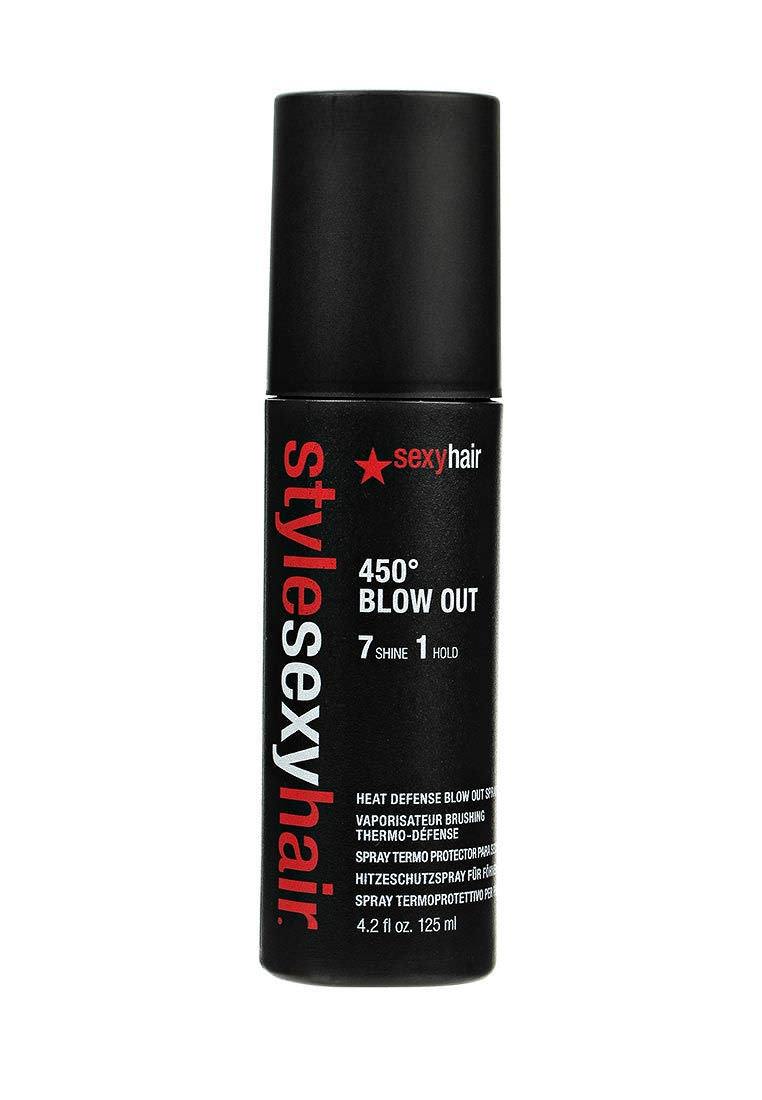 stylesexyhair.
sexyhair
450°
BLOW OUT
7 SHINE 1 HOLD
HEAT DEFENSE BLOW OUT
VAPORISATEUR BRUSHING
THERMO-DÉFENSE
SPRAY TERMO PROTECTOR PARA
HITZESCHUTZSPRAY FÜR
SPRAY TERMOPROTETTIVO PER
4.2 fl oz. 125 ml